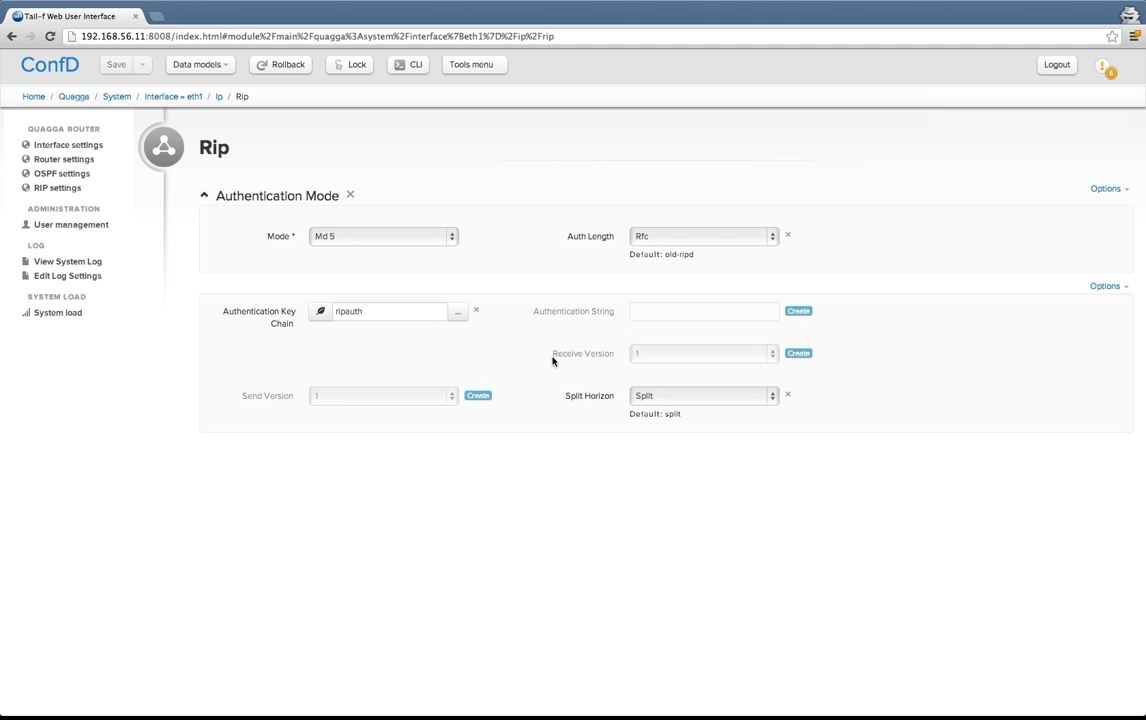 Tail-f Web User Interface
192.168.56.11:8008/index.html#module%2Fmain%2Fquagga%3Asystem%2Finterface%7Beth1%7D%2Fip%2Frip
ConfD Save Data models Rollback Lock CLI Tools menu Logout 6
Home / Quagga / System / Interface = eth1 / Ip / Rip
QUAGGA ROUTER
Interface settings
Router settings
OSPF settings
RIP settings
ADMINISTRATION
User management
LOG
View System Log
Edit Log Settings
SYSTEM LOAD
System load
Rip
Authentication Mode
Options
Mode * Md 5 Auth Length Rfc
Default: old-ripd
Options
Authentication Key Chain ripauth ... Authentication String Create
Receive Version 1 Create
Send Version 1 Create Split Horizon Split
Default: split